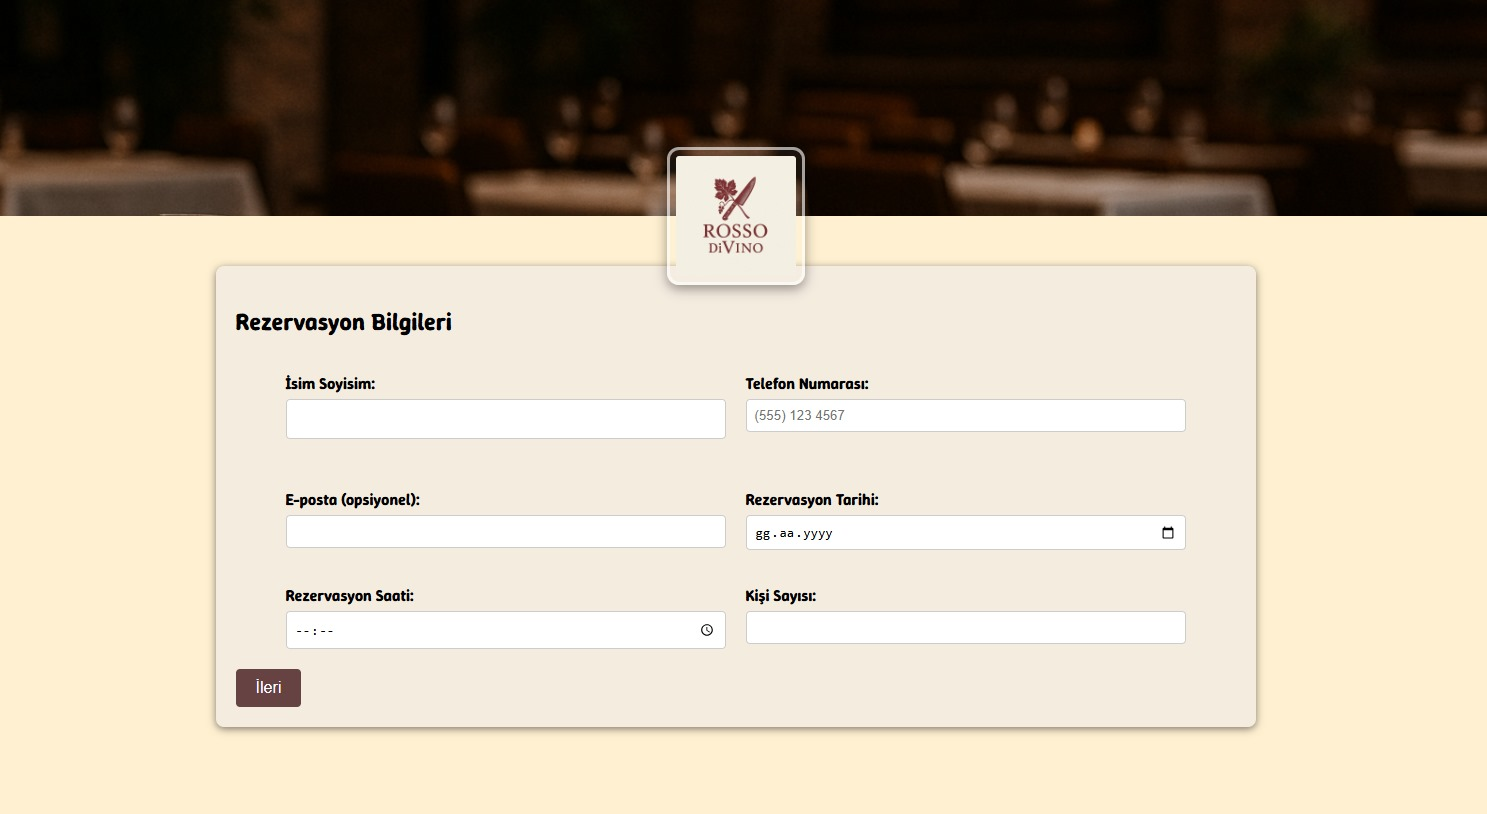 ROSSO
DiVINO
Rezervasyon Bilgileri
İsim Soyisim:
Telefon Numarası:
(555) 123 4567
E-posta (opsiyonel):
Rezervasyon Tarihi:
gg.aa.yyyy
Rezervasyon Saati:
Kişi Sayısı:
--:--
İleri